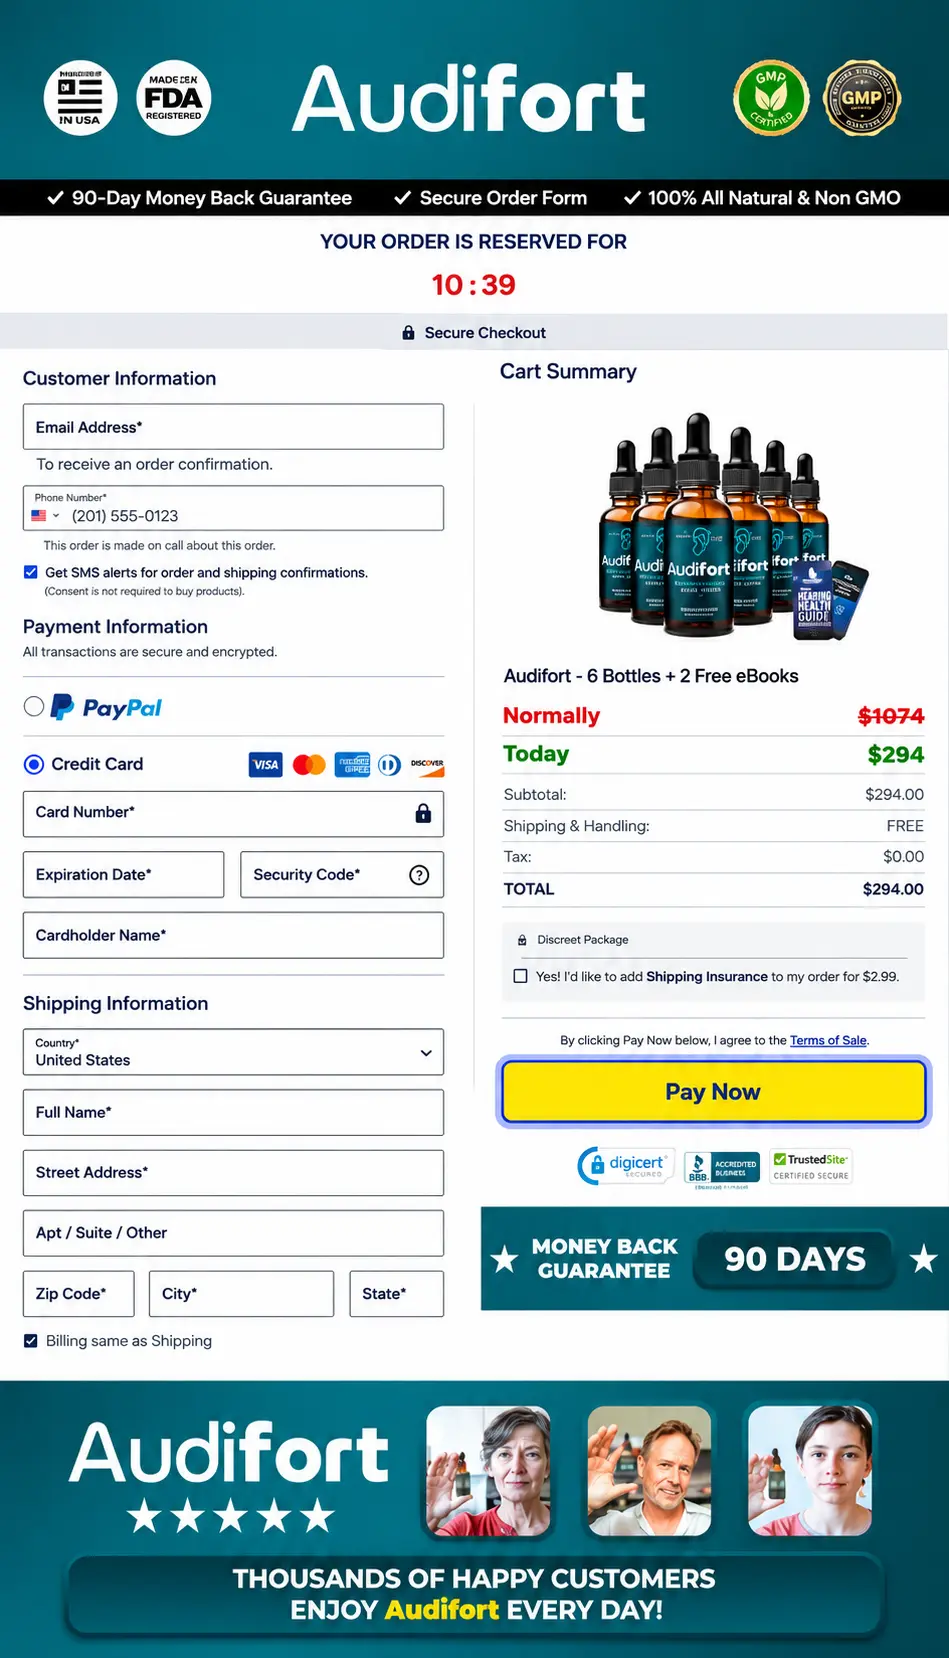 IN USA
FDA
REGISTERED
Audifort
GMP
CERTIFIED
GMP
90-Day Money Back Guarantee
Secure Order Form
100% All Natural & Non GMO
YOUR ORDER IS RESERVED FOR
10 : 39
Secure Checkout
Customer Information
Email Address*
To receive an order confirmation.
Phone Number*
(201) 555-0123
This order is made on call about this order.
Get SMS alerts for order and shipping confirmations.
(Consent is not required to buy products).
Payment Information
All transactions are secure and encrypted.
PayPal
Credit Card
VISA
DISCOVER
Card Number*
Expiration Date*
Security Code*
?
Cardholder Name*
Shipping Information
Country*
United States
Full Name*
Street Address*
Apt / Suite / Other
Zip Code*
City*
State*
Billing same as Shipping
Cart Summary
Audifort
HEARING
HEALTH
GUIDE
Audifort - 6 Bottles + 2 Free eBooks
Normally
$1074
Today
$294
Subtotal:
$294.00
Shipping & Handling:
FREE
Tax:
$0.00
TOTAL
$294.00
Discreet Package
Yes! I'd like to add Shipping Insurance to my order for $2.99.
By clicking Pay Now below, I agree to the Terms of Sale.
Pay Now
digicert
SECURED
BBB.
ACCREDITED
BUSINESS
TrustedSite
CERTIFIED SECURE
MONEY BACK
GUARANTEE
90 DAYS
Audifort
THOUSANDS OF HAPPY CUSTOMERS
ENJOY Audifort EVERY DAY!